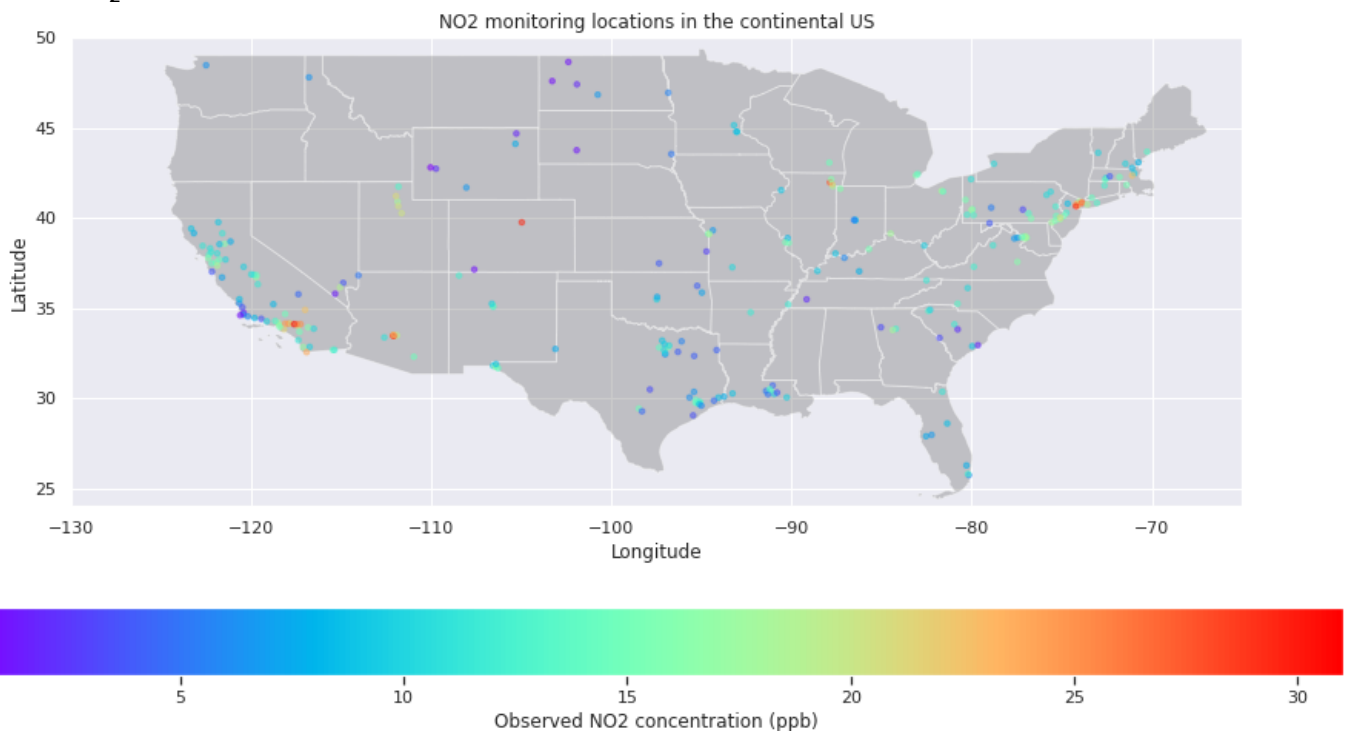 2
NO2 monitoring locations in the continental US
50
45
40
35
30
25
Latitude
−130 −120 −110 −100 −90 −80 −70
Longitude
5 10 15 20 25 30
Observed NO2 concentration (ppb)